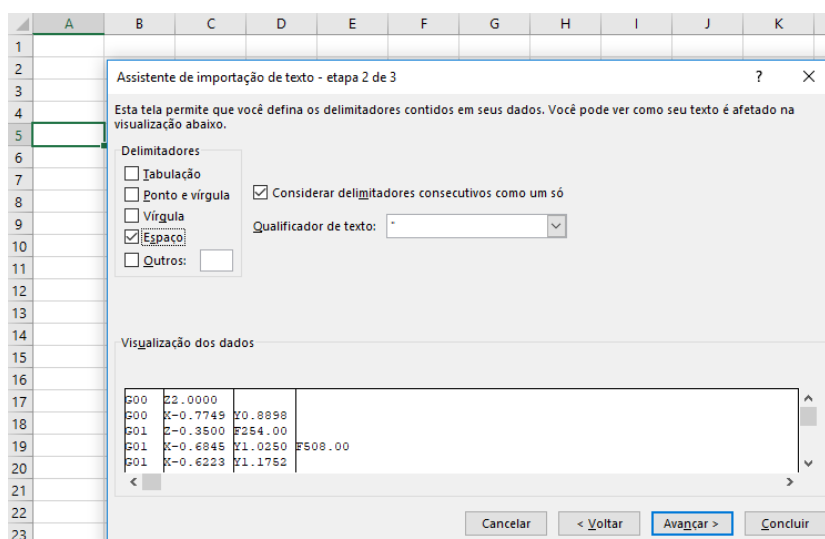 A B C D E F G H I J K
1
2
3
4
5
6
7
8
9
10
11
12
13
14
15
16
17
18
19
20
21
22
23
Assistente de importação de texto - etapa 2 de 3 ? ×
Esta tela permite que você defina os delimitadores contidos em seus dados. Você pode ver como seu texto é afetado na
visualização abaixo.
Delimitadores
Tabulação
Ponto e vírgula
Vírgula
Espaço
Outros:
Considerar delimitadores consecutivos como um só
Qualificador de texto: "
Visualização dos dados
G00 Z2.0000
G00 X-0.7749 Y0.8898
G01 Z-0.3500 F254.00
G01 X-0.6845 Y1.0250 F508.00
G01 X-0.6223 Y1.1752
Cancelar < Voltar Avançar > Concluir